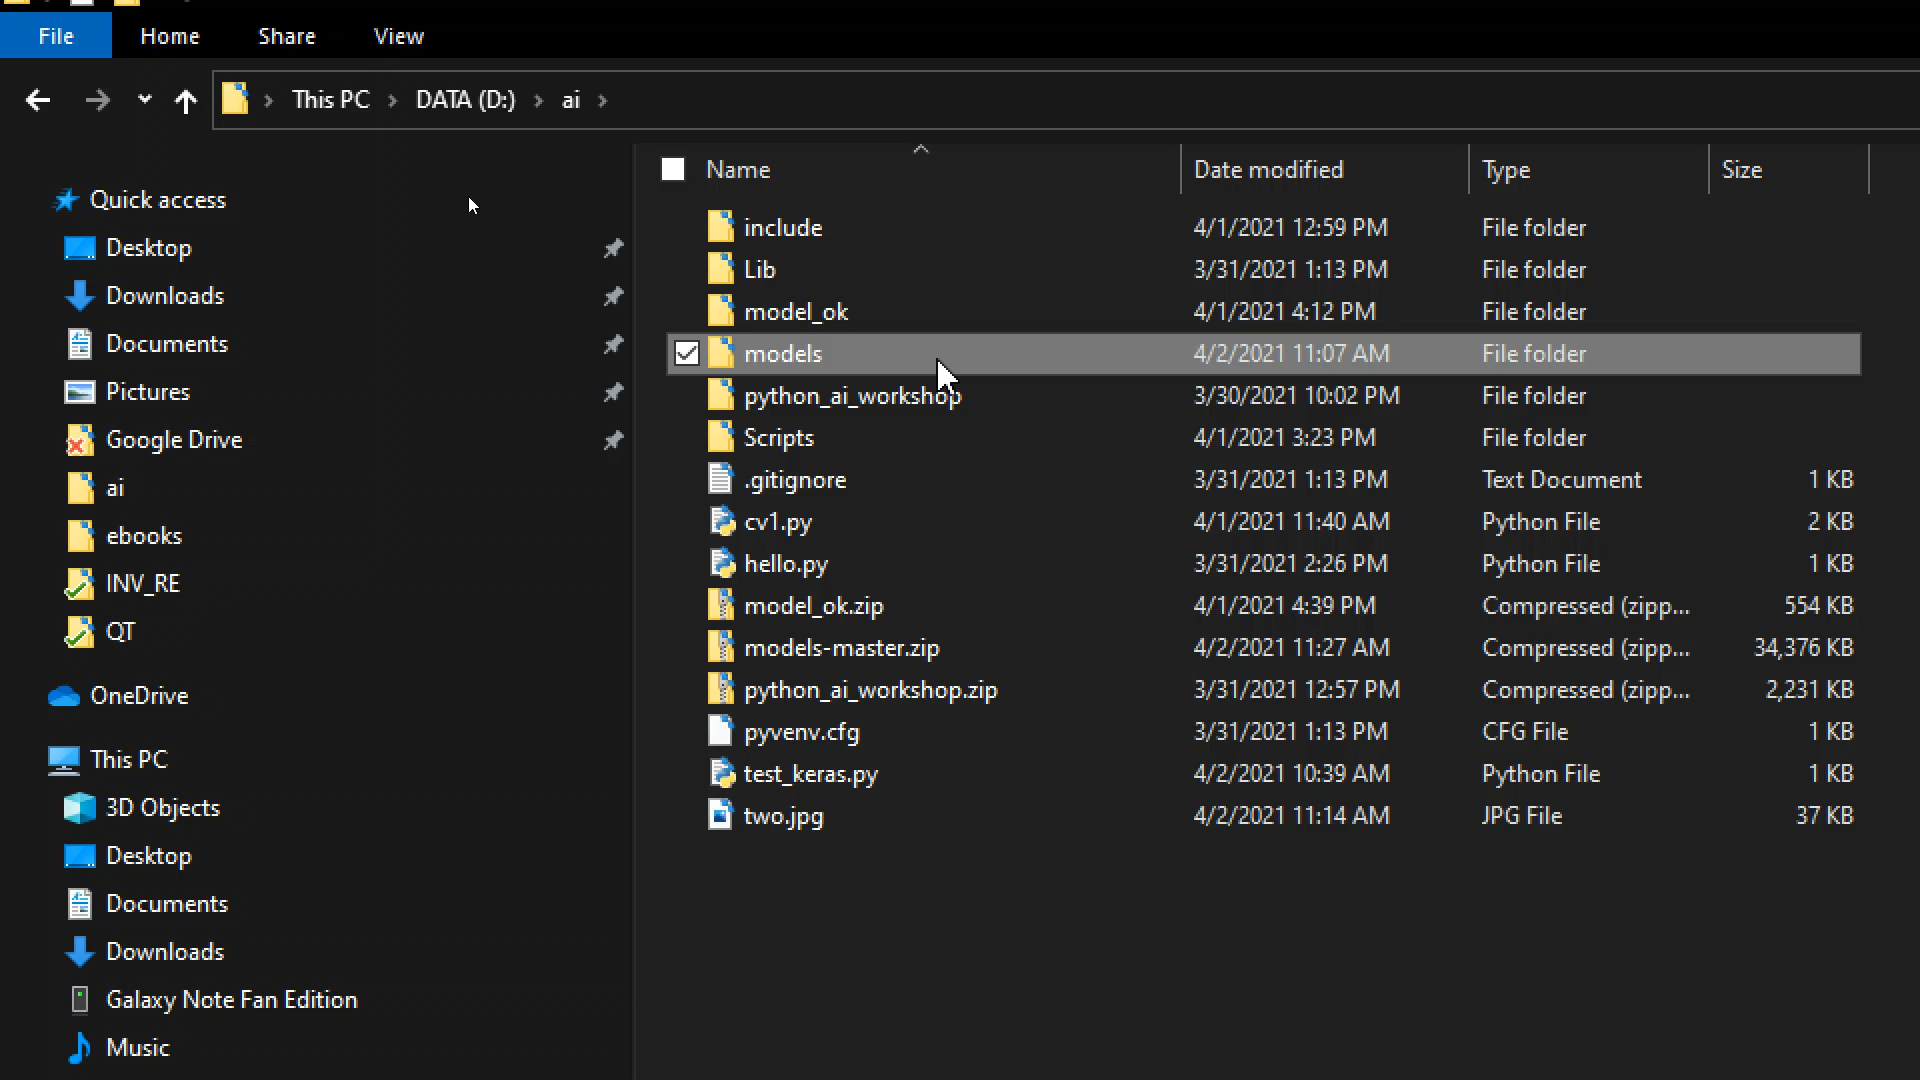 File Home Share View
This PC DATA (D:) ai
Name Date modified Type Size
Quick access
Desktop
Downloads
Documents
Pictures
Google Drive
ai
ebooks
INV_RE
QT
OneDrive
This PC
3D Objects
Desktop
Documents
Downloads
Galaxy Note Fan Edition
Music
include 4/1/2021 12:59 PM File folder
Lib 3/31/2021 1:13 PM File folder
model_ok 4/1/2021 4:12 PM File folder
models 4/2/2021 11:07 AM File folder
python_ai_workshop 3/30/2021 10:02 PM File folder
Scripts 4/1/2021 3:23 PM File folder
.gitignore 3/31/2021 1:13 PM Text Document 1 KB
cv1.py 4/1/2021 11:40 AM Python File 2 KB
hello.py 3/31/2021 2:26 PM Python File 1 KB
model_ok.zip 4/1/2021 4:39 PM Compressed (zipp... 554 KB
models-master.zip 4/2/2021 11:27 AM Compressed (zipp... 34,376 KB
python_ai_workshop.zip 3/31/2021 12:57 PM Compressed (zipp... 2,231 KB
pyvenv.cfg 3/31/2021 1:13 PM CFG File 1 KB
test_keras.py 4/2/2021 10:39 AM Python File 1 KB
two.jpg 4/2/2021 11:14 AM JPG File 37 KB